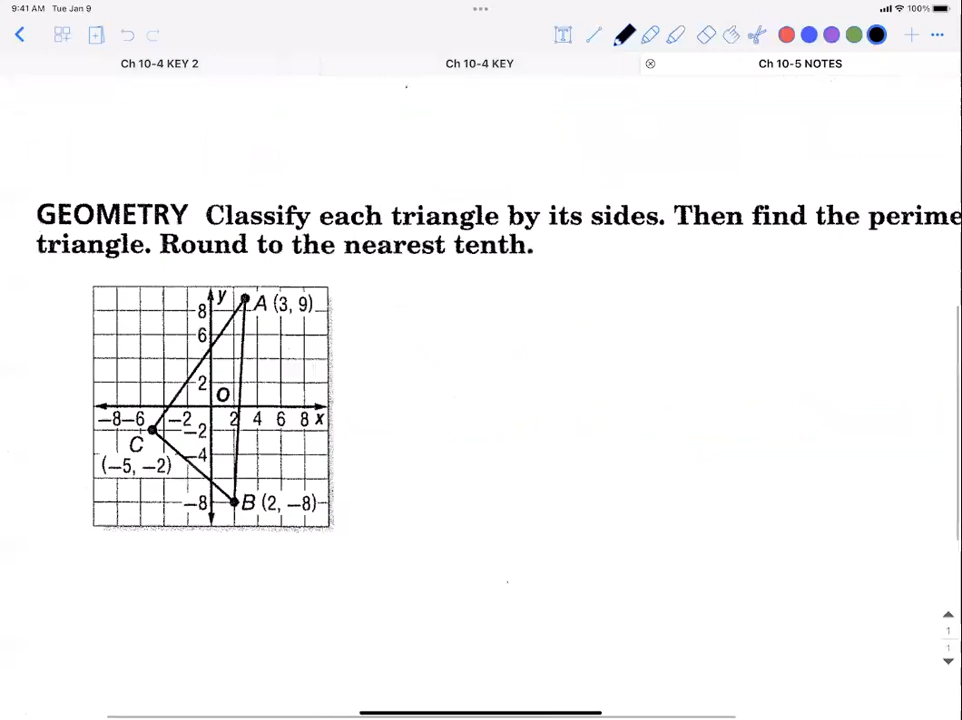 9:41 AM Tue Jan 9
100%
Ch 10-4 KEY 2
Ch 10-4 KEY
Ch 10-5 NOTES
GEOMETRY Classify each triangle by its sides. Then find the perime
triangle. Round to the nearest tenth.
y
A (3, 9)
8
6
2
O
−8 −6 −2 2 4 6 8 x
−2
C
−4
(−5, −2)
−8
B (2, −8)
1
1